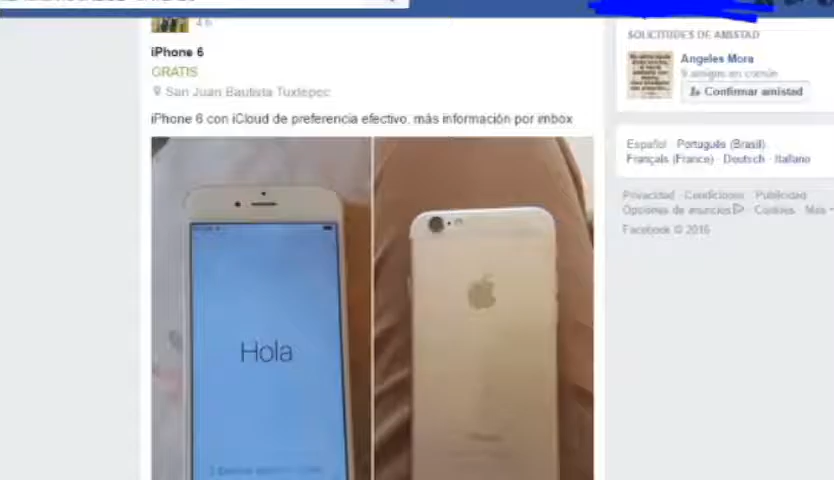 4 h
iPhone 6
GRATIS
San Juan Bautista Tuxtepec
iPhone 6 con iCloud de preferencia efectivo. más información por inbox
Hola
SOLICITUDES DE AMISTAD
Angeles Mora
9 amigos en común
Confirmar amistad
Español · Português (Brasil)
Français (France) · Deutsch · Italiano
Privacidad · Condiciones · Publicidad
Opciones de anuncios · Cookies · Más
Facebook © 2016